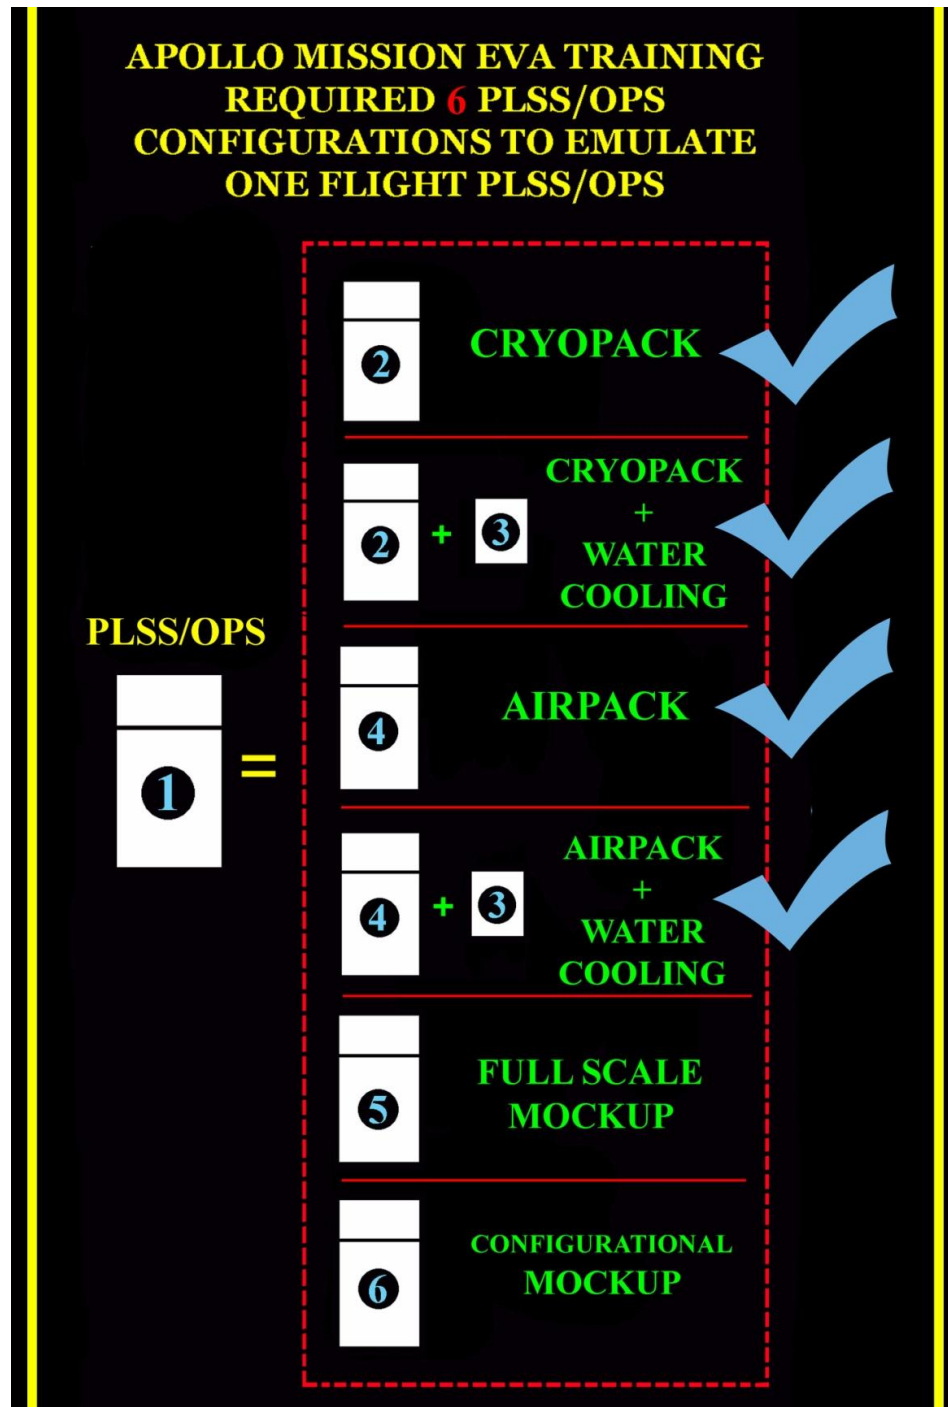 APOLLO MISSION EVA TRAINING
REQUIRED 6 PLSS/OPS
CONFIGURATIONS TO EMULATE
ONE FLIGHT PLSS/OPS
2
CRYOPACK
2 + 3
CRYOPACK
+
WATER
COOLING
PLSS/OPS
1 =
4
AIRPACK
4 + 3
AIRPACK
+
WATER
COOLING
5
FULL SCALE
MOCKUP
6
CONFIGURATIONAL
MOCKUP